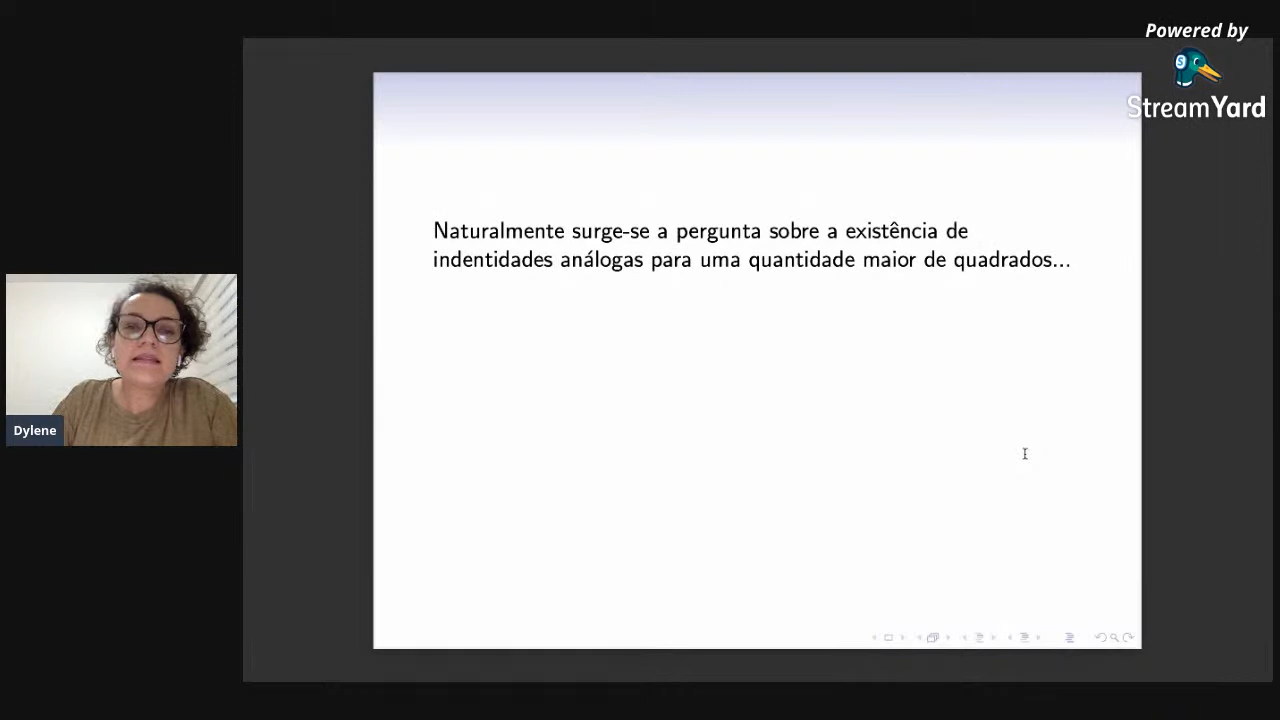 Powered by
StreamYard
Naturalmente surge-se a pergunta sobre a existência de
indentidades análogas para uma quantidade maior de quadrados...
Dylene